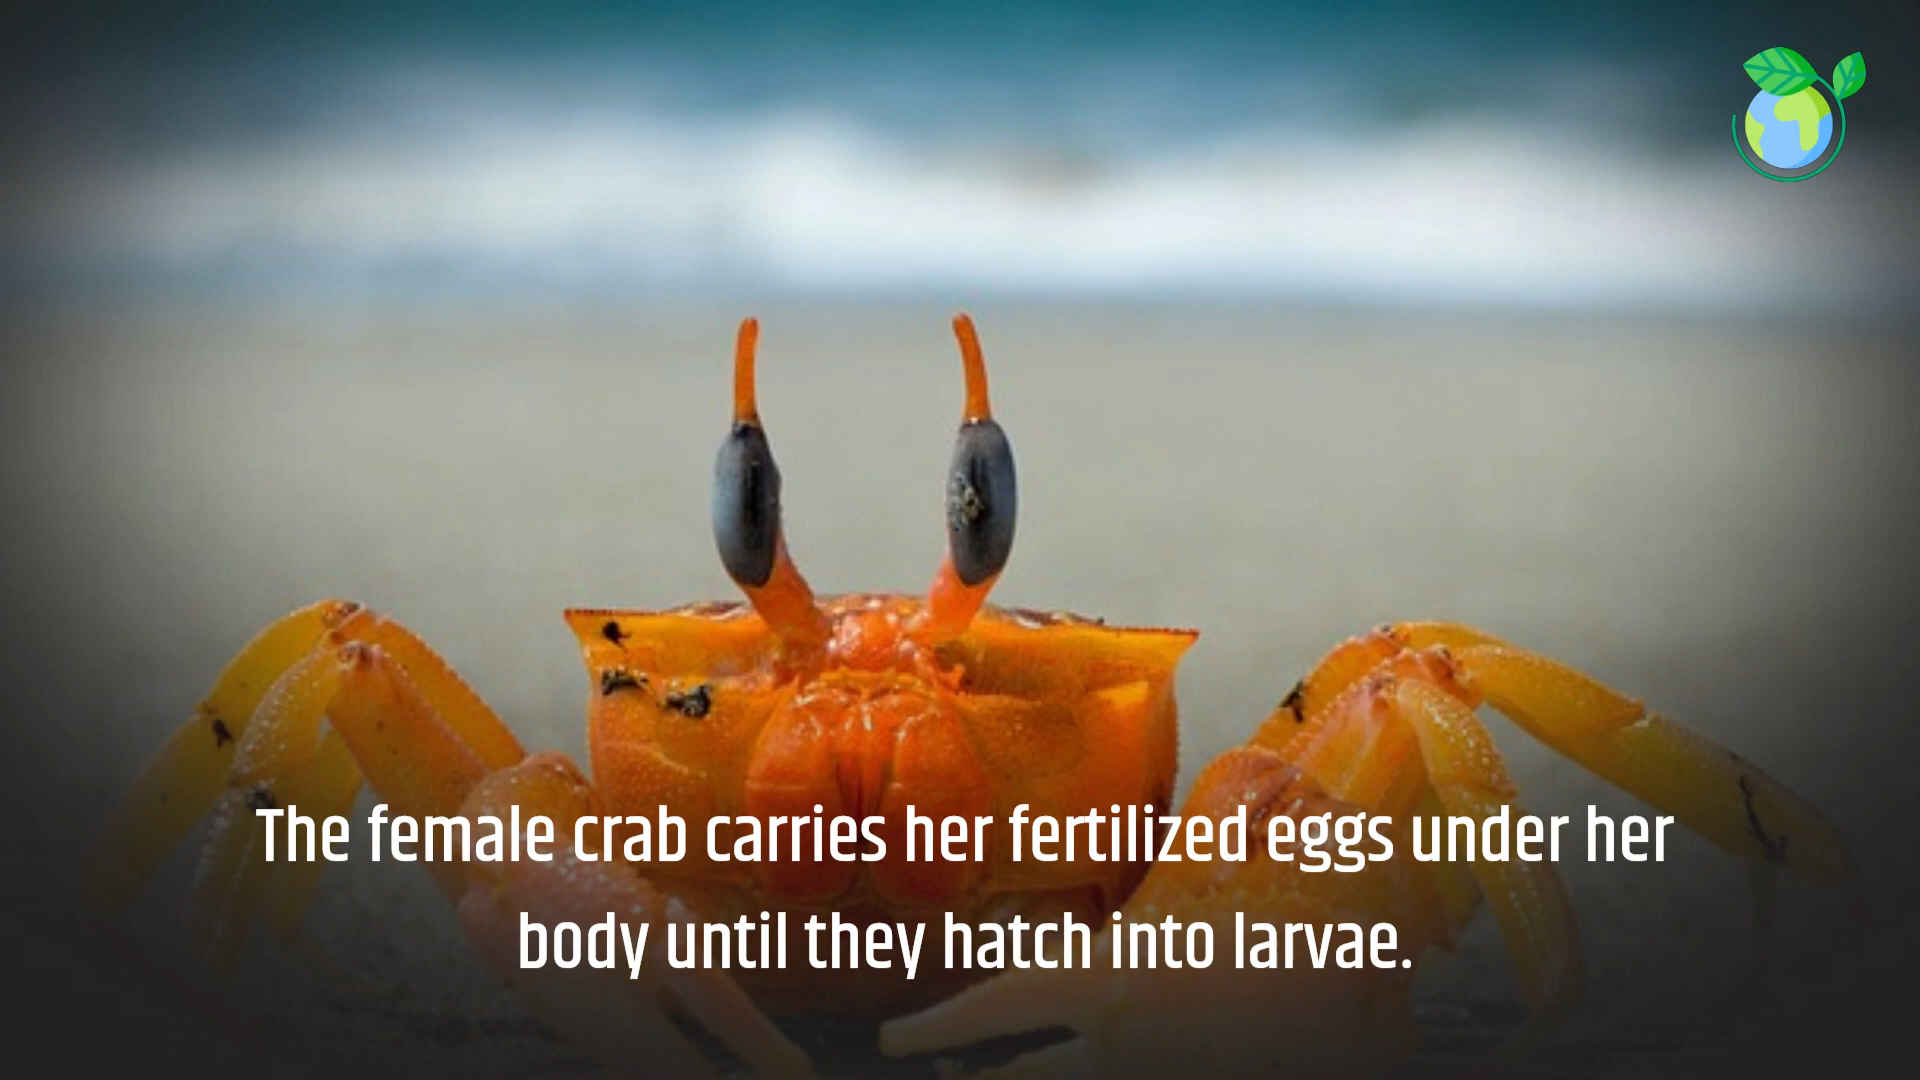 The female crab carries her fertilized eggs under her
body until they hatch into larvae.